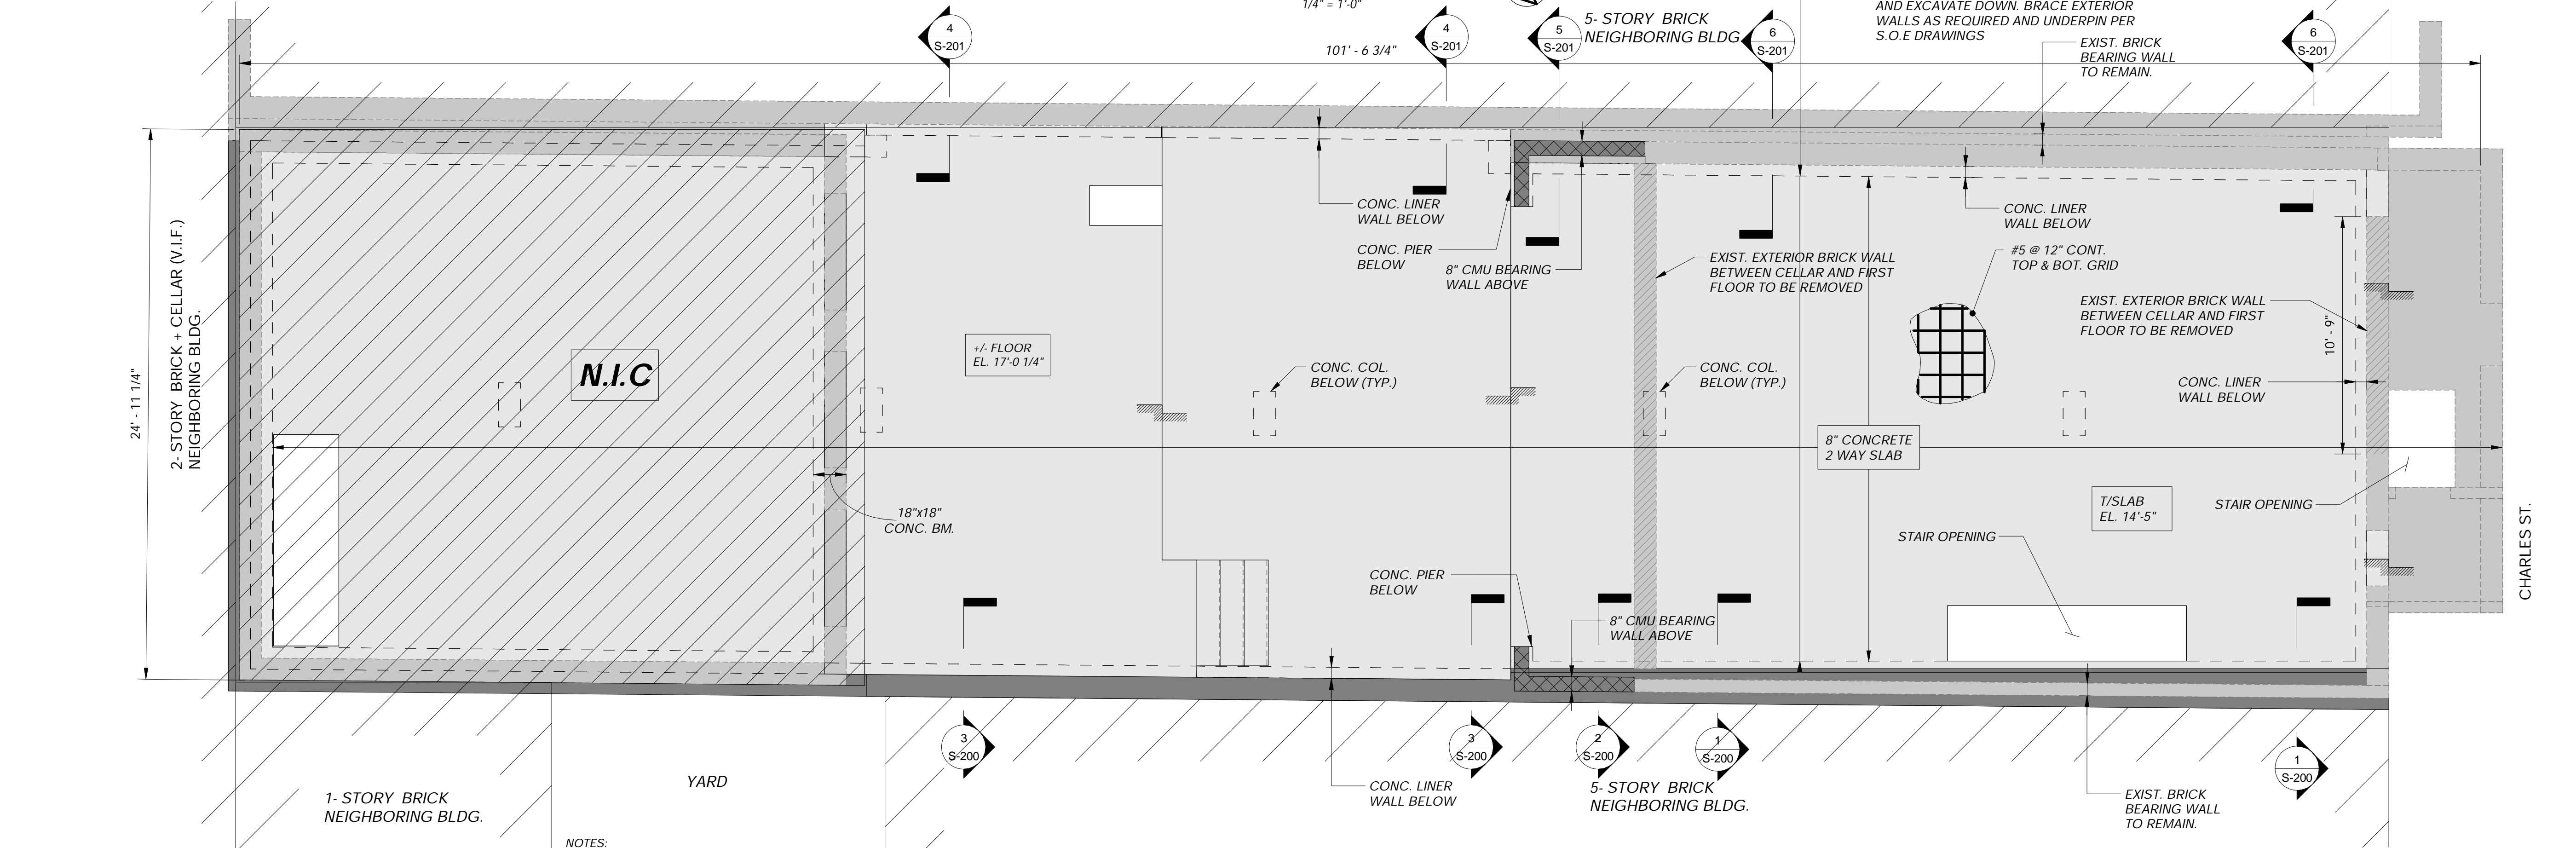 1/4" = 1'-0"
AND EXCAVATE DOWN. BRACE EXTERIOR
WALLS AS REQUIRED AND UNDERPIN PER
S.O.E DRAWINGS
4
S-201
4
S-201
5
S-201
5- STORY BRICK
NEIGHBORING BLDG.
6
S-201
6
S-201
101' - 6 3/4"
EXIST. BRICK
BEARING WALL
TO REMAIN.
CONC. LINER
WALL BELOW
CONC. PIER
BELOW
8" CMU BEARING
WALL ABOVE
EXIST. EXTERIOR BRICK WALL
BETWEEN CELLAR AND FIRST
FLOOR TO BE REMOVED
CONC. LINER
WALL BELOW
#5 @ 12" CONT.
TOP & BOT. GRID
EXIST. EXTERIOR BRICK WALL
BETWEEN CELLAR AND FIRST
FLOOR TO BE REMOVED
10' - 9"
2- STORY BRICK + CELLAR (V.I.F.)
NEIGHBORING BLDG.
24' - 11 1/4"
N.I.C
+/- FLOOR
EL. 17'-0 1/4"
CONC. COL.
BELOW (TYP.)
CONC. COL.
BELOW (TYP.)
CONC. LINER
WALL BELOW
8" CONCRETE
2 WAY SLAB
T/SLAB
EL. 14'-5"
STAIR OPENING
18"x18"
CONC. BM.
STAIR OPENING
CHARLES ST.
CONC. PIER
BELOW
8" CMU BEARING
WALL ABOVE
3
S-200
3
S-200
2
S-200
1
S-200
1
S-200
YARD
1- STORY BRICK
NEIGHBORING BLDG.
CONC. LINER
WALL BELOW
5- STORY BRICK
NEIGHBORING BLDG.
EXIST. BRICK
BEARING WALL
TO REMAIN.
NOTES: